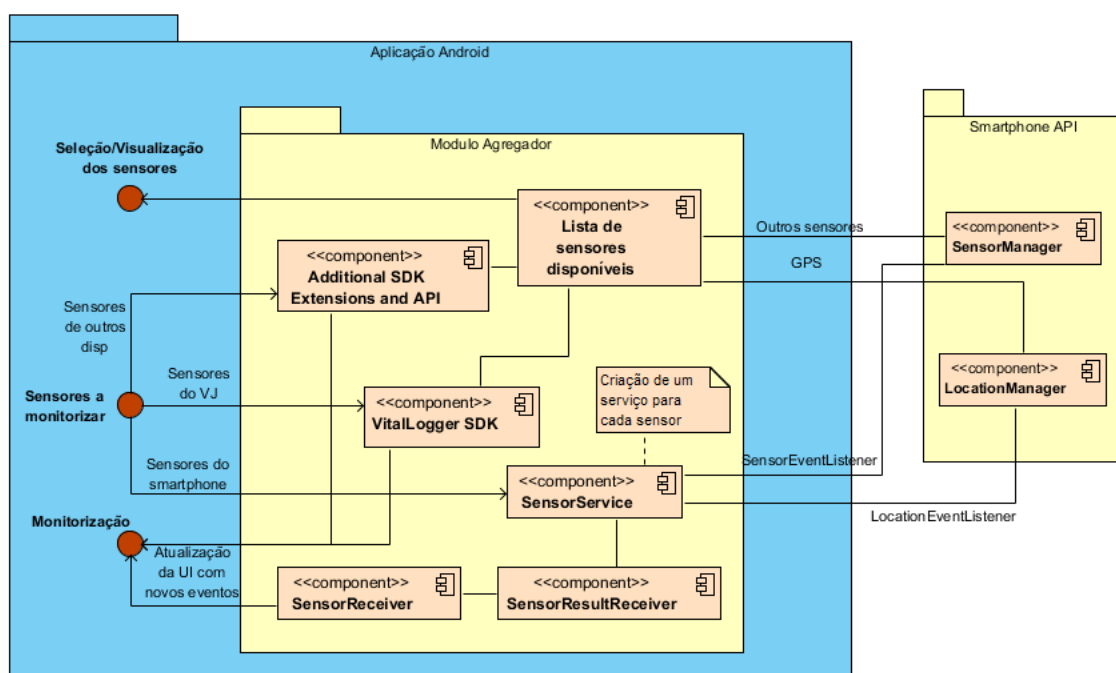 Aplicação Android
Modulo Agregador
Smartphone API
Seleção/Visualização
dos sensores
<<component>>
Lista de
sensores
disponíveis
Outros sensores
GPS
<<component>>
SensorManager
<<component>>
Additional SDK
Extensions and API
Sensores
de outros
disp
Sensores
do VJ
Sensores a
monitorizar
<<component>>
VitalLogger SDK
Criação de um
serviço para
cada sensor
<<component>>
LocationManager
Sensores do
smartphone
<<component>>
SensorService
SensorEventListener
LocationEventListener
Monitorização
Atualização
da UI com
novos eventos
<<component>>
SensorReceiver
<<component>>
SensorResultReceiver